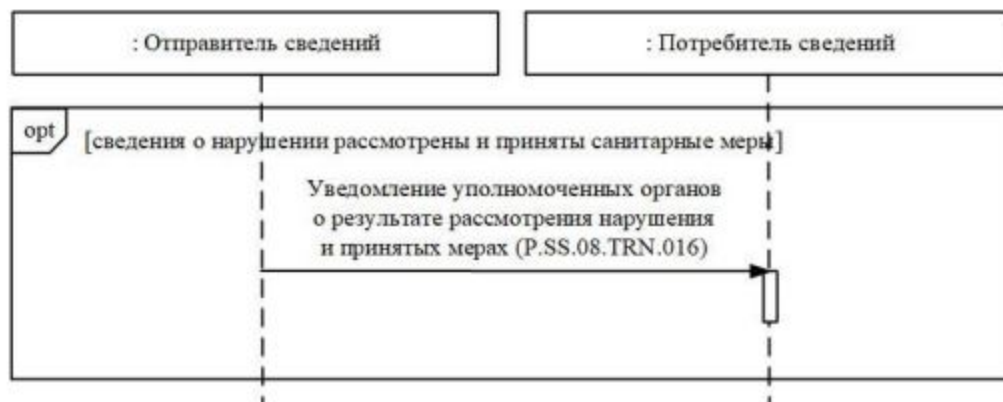 : Отправитель сведений
: Потребитель сведений
opt
[сведения о нарушении рассмотрены и приняты санитарные меры]
Уведомление уполномоченных органов
о результате рассмотрения нарушения
и принятых мерах (P.SS.08.TRN.016)